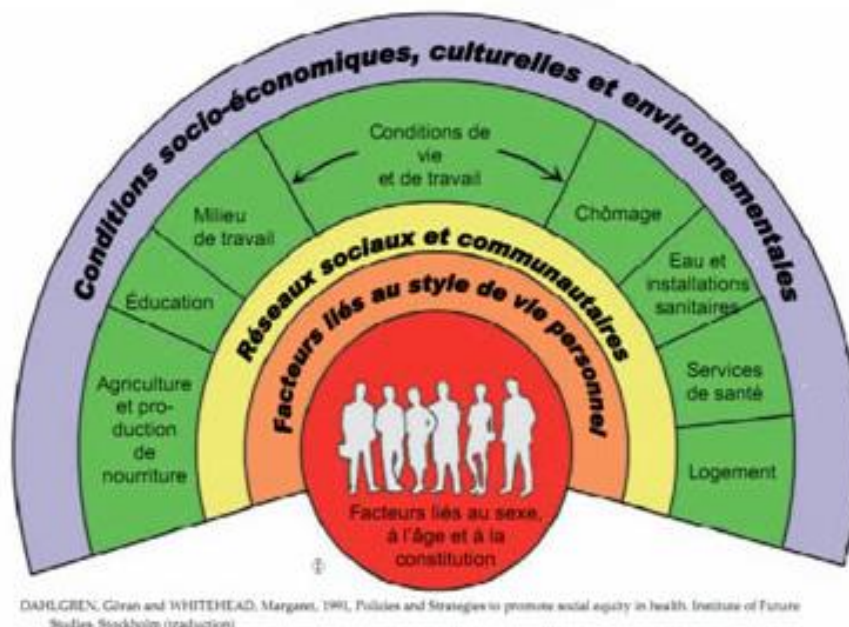 Conditions socio-économiques, culturelles et environnementales
Conditions de
vie
et de travail
Milieu
de travail
Chômage
Éducation
Eau et
installations
sanitaires
Agriculture
et pro-
duction
de
nourriture
Services
de santé
Logement
Réseaux sociaux et communautaires
Facteurs liés au style de vie personnel
Facteurs liés au sexe,
à l'âge et à la
constitution
DAHLGREN, Göran and WHITEHEAD, Margaret, 1991, Policies and Strategies to promote social equity in health. Institute of Future
Studies. Stockholm (traduction)